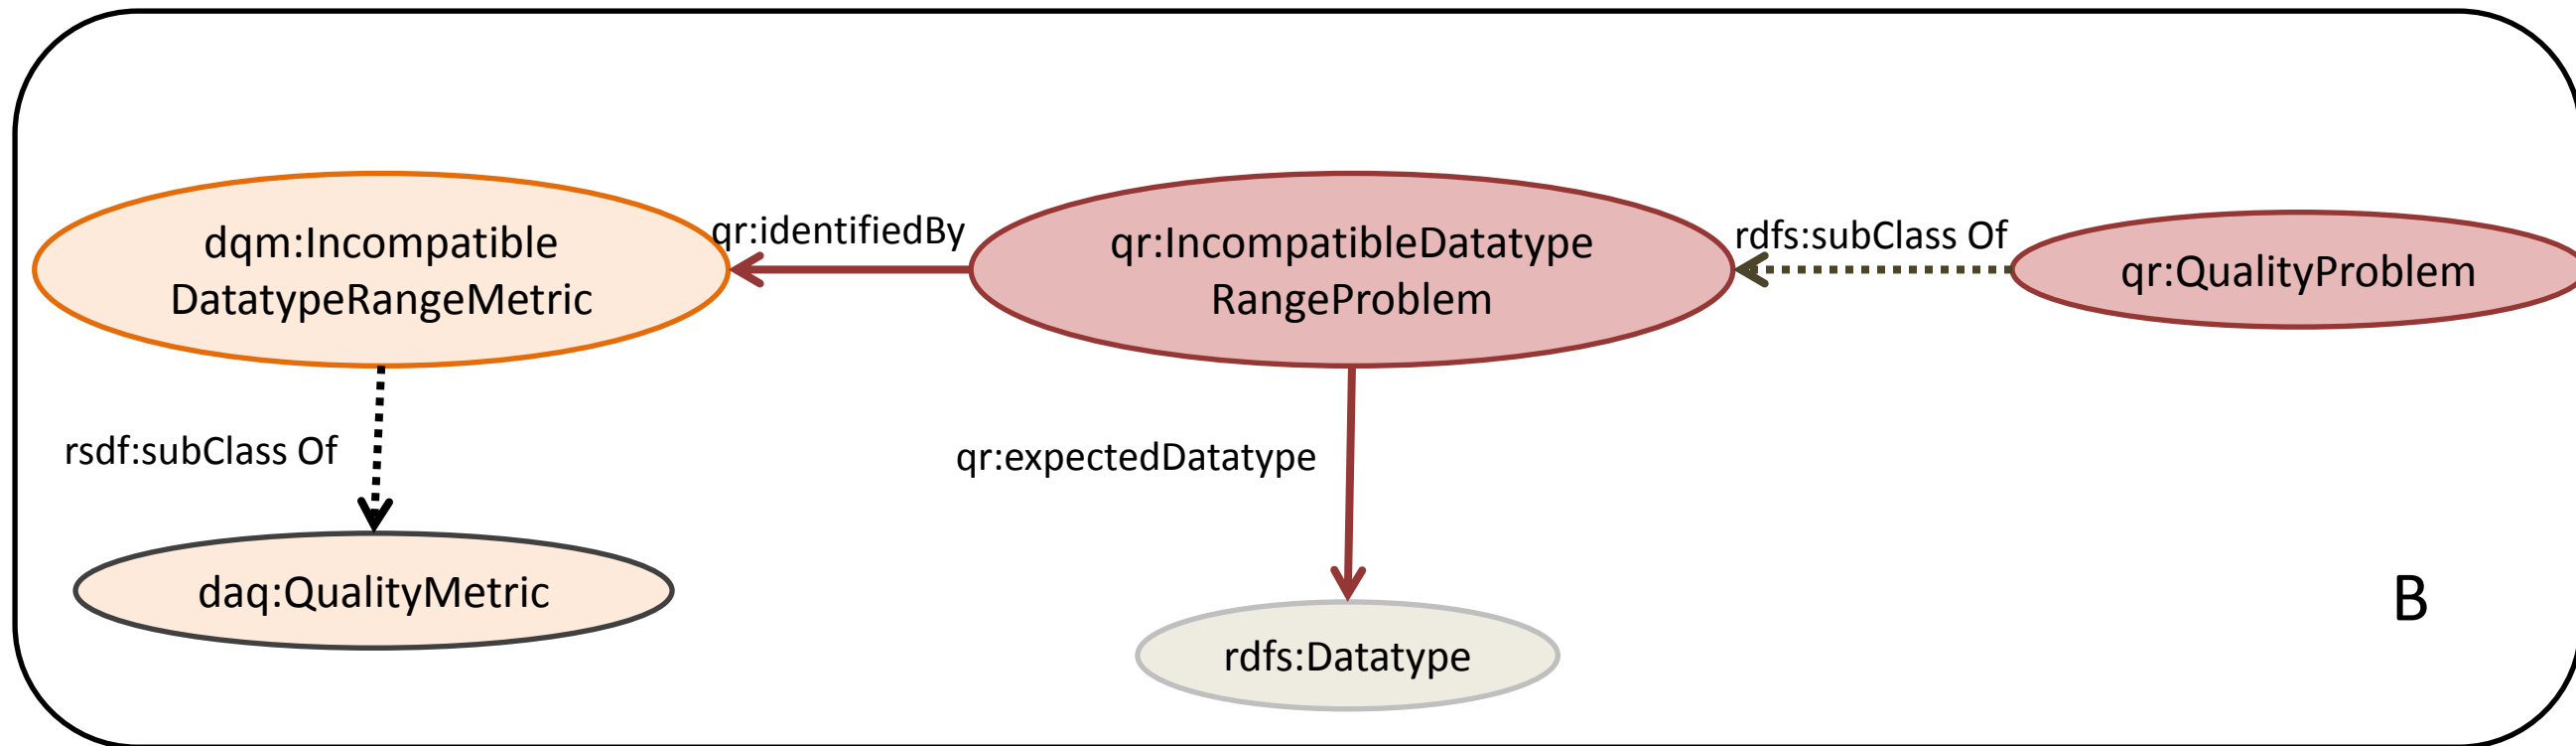 dqm:Incompatible
DatatypeRangeMetric
qr:identifiedBy
qr:IncompatibleDatatype
RangeProblem
rdfs:subClass Of
qr:QualityProblem
rsdf:subClass Of
qr:expectedDatatype
daq:QualityMetric
rdfs:Datatype
B